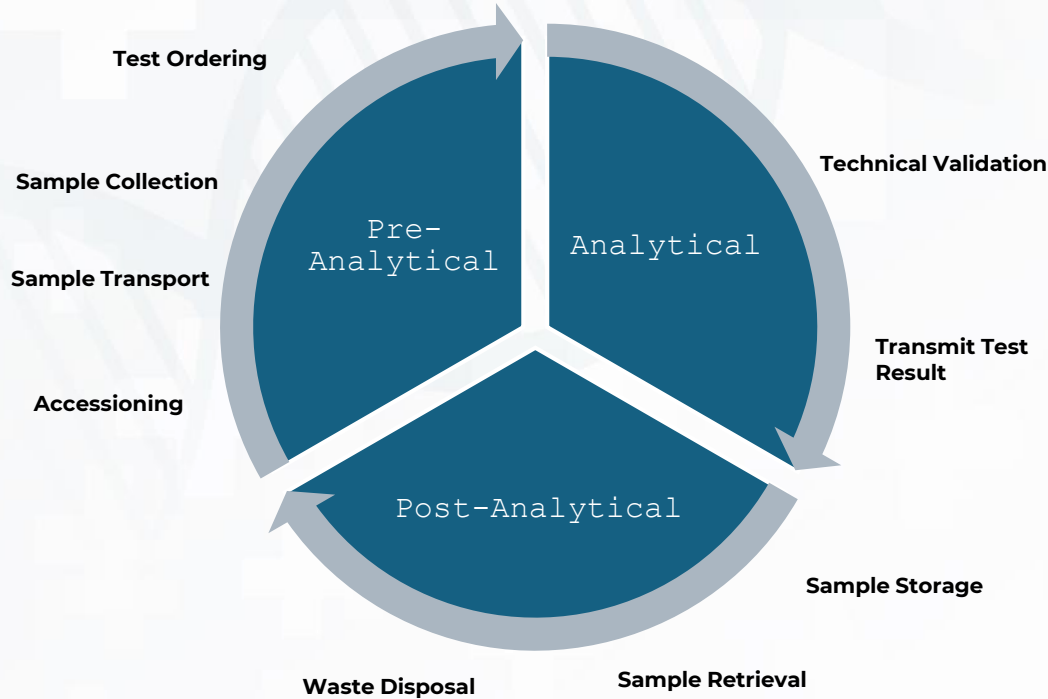 Test Ordering
Sample Collection
Sample Transport
Accessioning
Pre-
Analytical
Analytical
Technical Validation
Transmit Test
Result
Post-Analytical
Sample Storage
Sample Retrieval
Waste Disposal